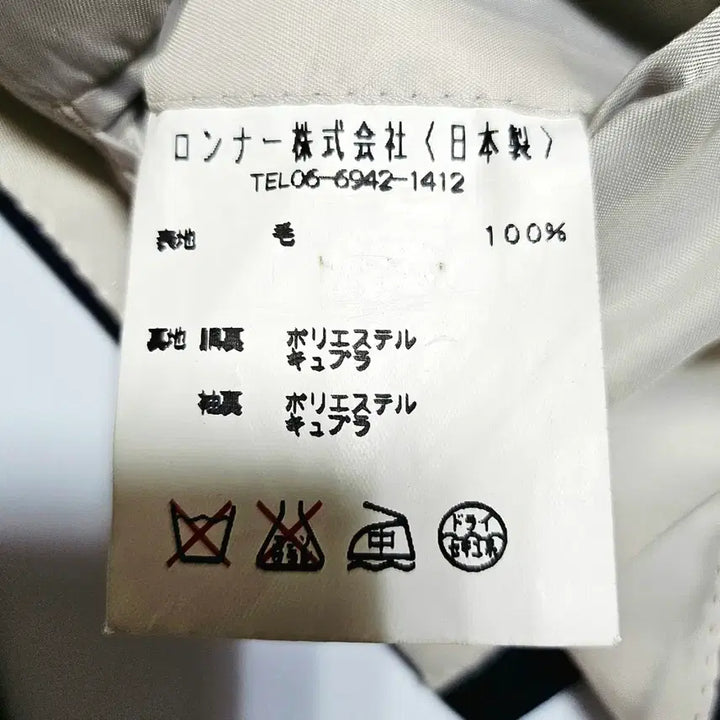 ロンナー株式会社〈日本製〉
TEL06-6942-1412
表地 毛 100%
裏地 胴裏 ポリエステル
キュプラ
袖裏 ポリエステル
キュプラ
中
ドライ